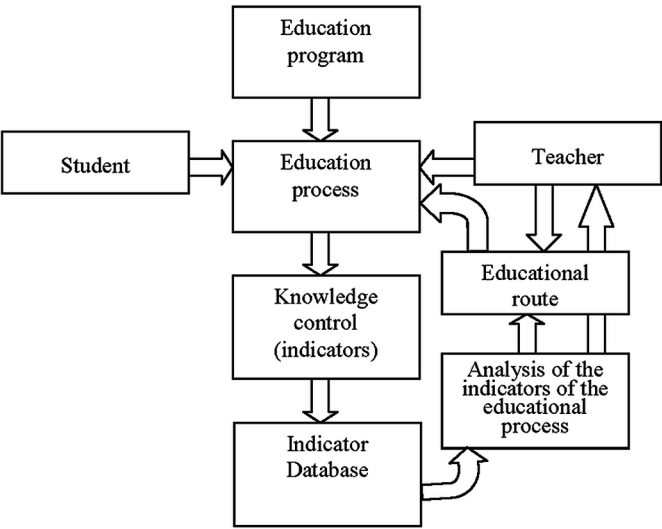 Education
program
Student
Education
process
Teacher
Educational
route
Knowledge
control
(indicators)
Analysis of the
indicators of the
educational
process
Indicator
Database